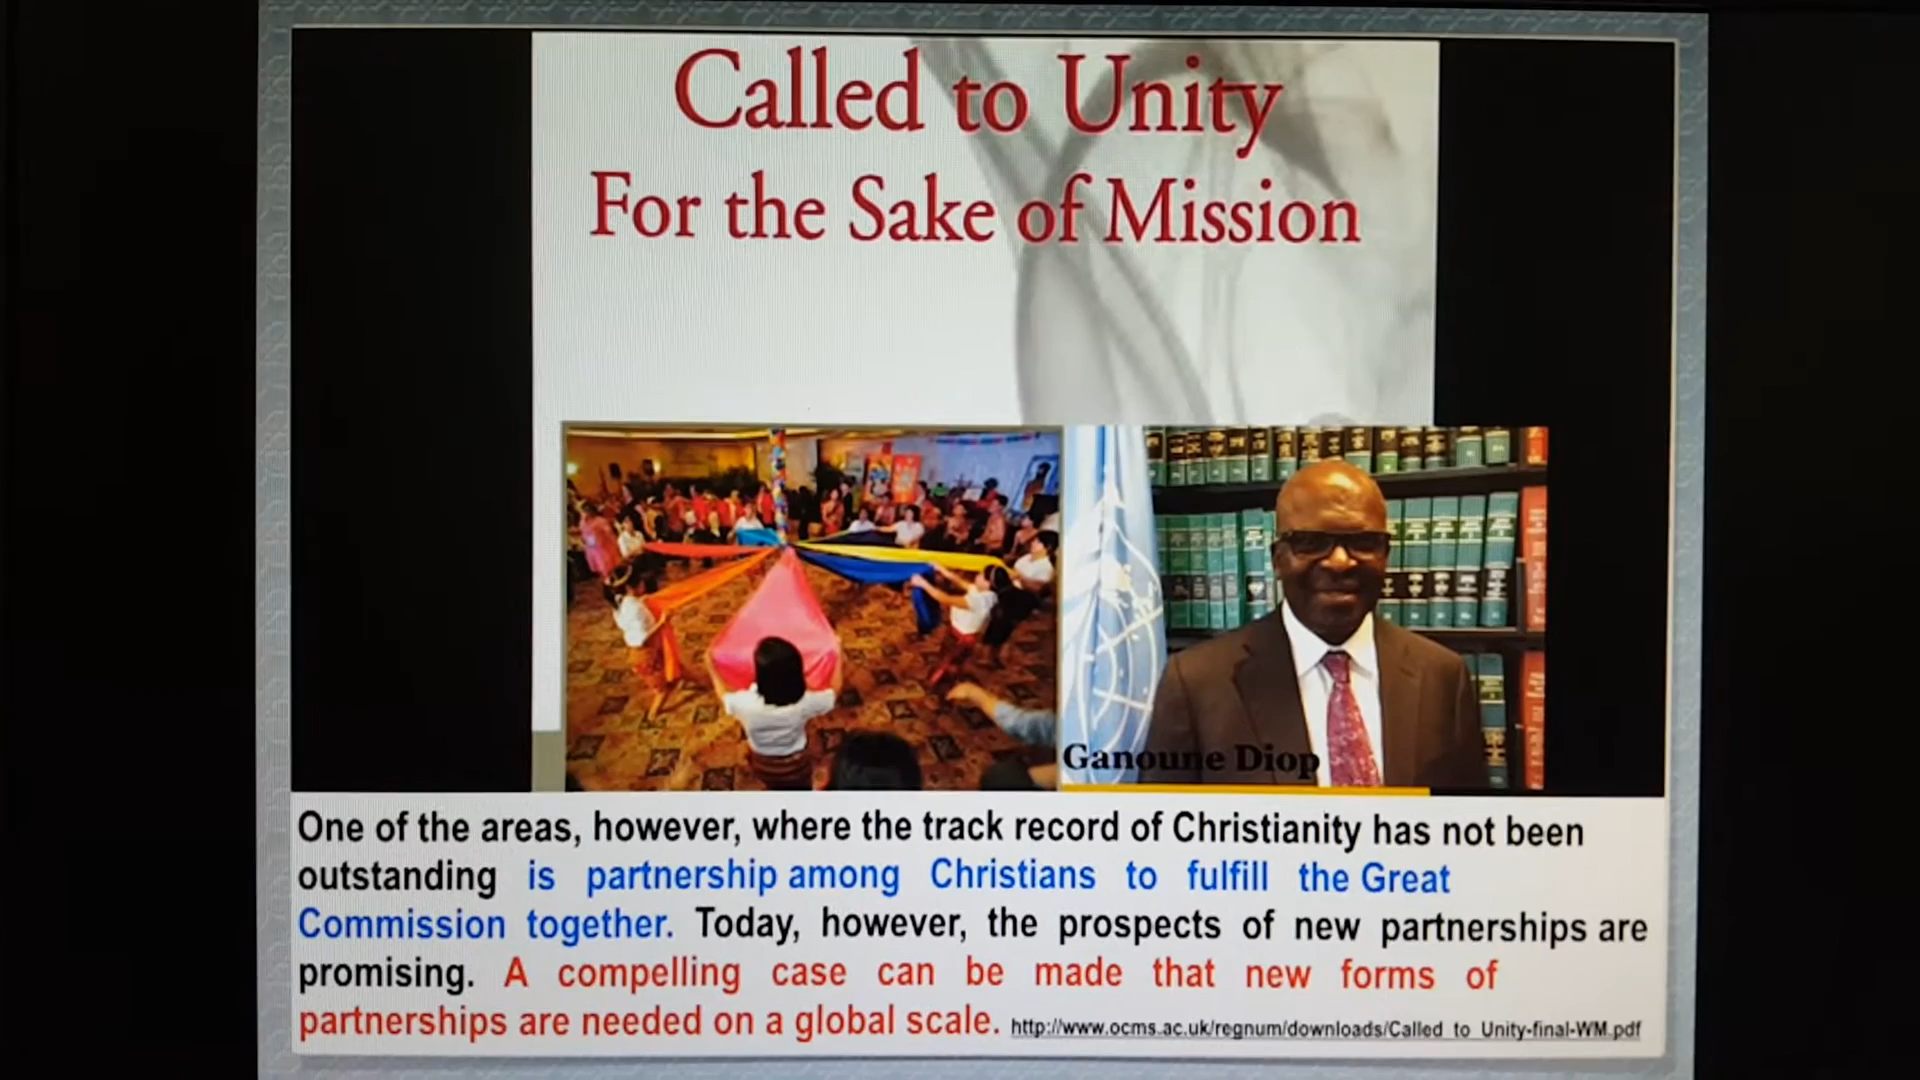 Called to Unity
For the Sake of Mission
Ganoune Diop
One of the areas, however, where the track record of Christianity has not been
outstanding is partnership among Christians to fulfill the Great
Commission together. Today, however, the prospects of new partnerships are
promising. A compelling case can be made that new forms of
partnerships are needed on a global scale. http://www.ocms.ac.uk/regnum/downloads/Called_to_Unity-final-WM.pdf